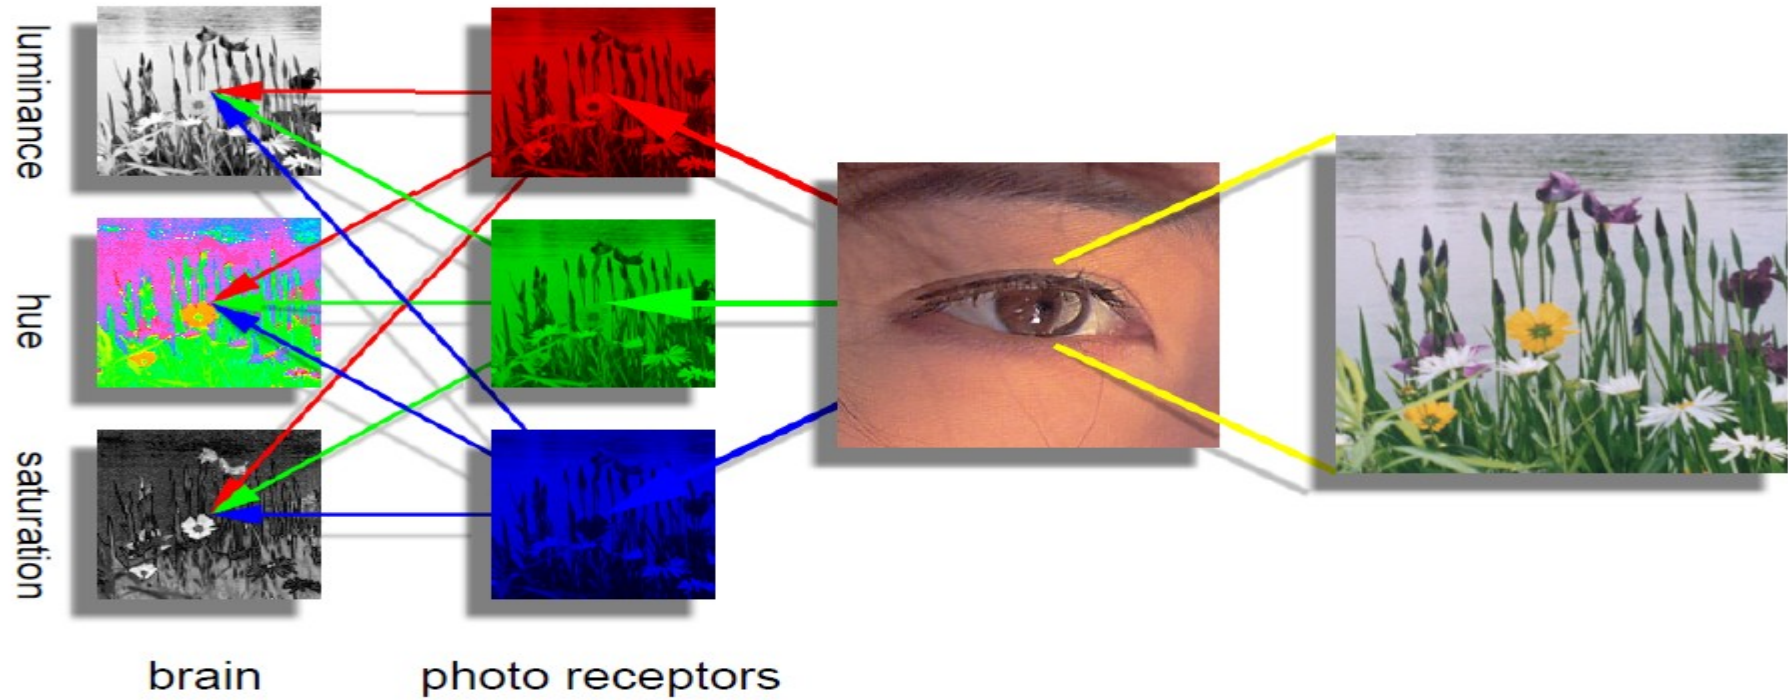 luminance
hue
saturation
brain
photo receptors